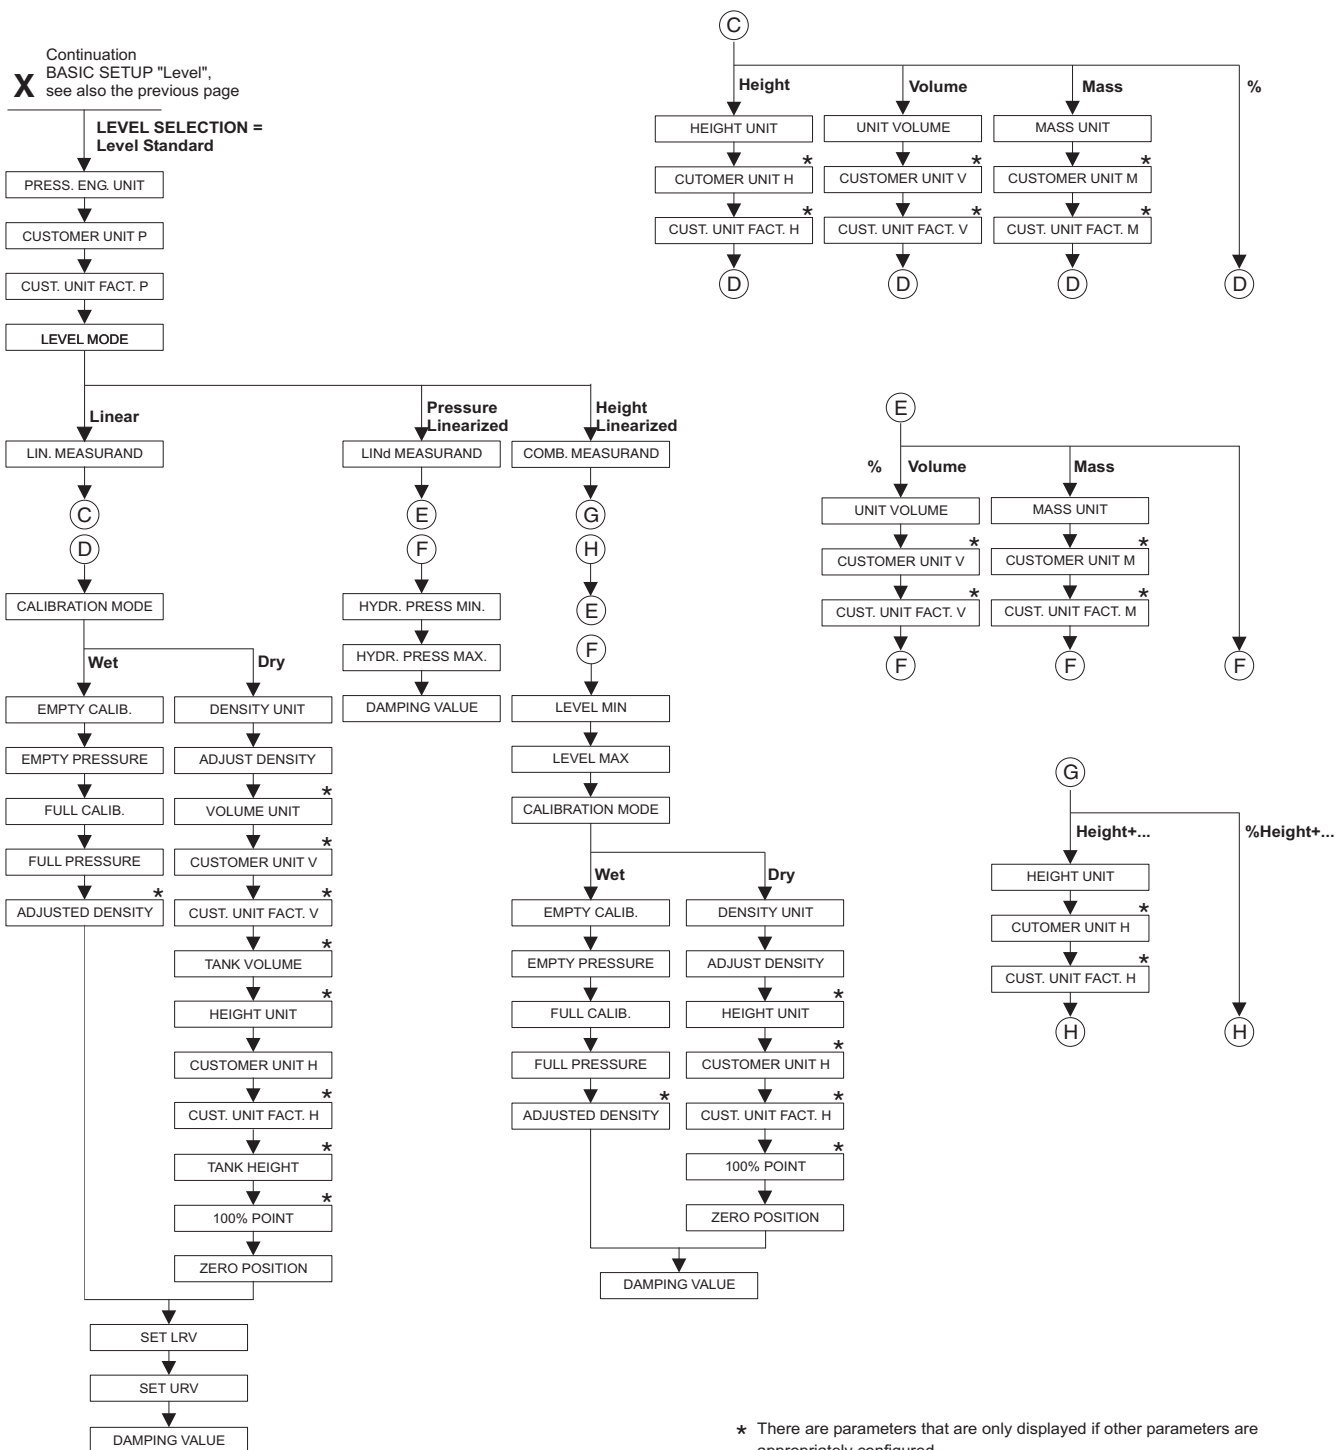 Continuation
X BASIC SETUP "Level",
see also the previous page
LEVEL SELECTION =
Level Standard
PRESS. ENG. UNIT
CUSTOMER UNIT P
CUST. UNIT FACT. P
LEVEL MODE
Linear
Pressure
Linearized
Height
Linearized
LIN. MEASURAND
C
D
CALIBRATION MODE
Wet
Dry
EMPTY CALIB.
EMPTY PRESSURE
FULL CALIB.
FULL PRESSURE
*
ADJUSTED DENSITY
DENSITY UNIT
ADJUST DENSITY
*
VOLUME UNIT
*
CUSTOMER UNIT V
*
CUST. UNIT FACT. V
*
TANK VOLUME
*
HEIGHT UNIT
CUSTOMER UNIT H
*
CUST. UNIT FACT. H
*
TANK HEIGHT
*
100% POINT
ZERO POSITION
SET LRV
SET URV
DAMPING VALUE
LINd MEASURAND
E
F
HYDR. PRESS MIN.
HYDR. PRESS MAX.
DAMPING VALUE
COMB. MEASURAND
G
H
E
F
LEVEL MIN
LEVEL MAX
CALIBRATION MODE
Wet
Dry
EMPTY CALIB.
EMPTY PRESSURE
FULL CALIB.
FULL PRESSURE
*
ADJUSTED DENSITY
DENSITY UNIT
ADJUST DENSITY
*
HEIGHT UNIT
*
CUSTOMER UNIT H
*
CUST. UNIT FACT. H
*
100% POINT
ZERO POSITION
DAMPING VALUE
C
Height
Volume
Mass
%
HEIGHT UNIT
*
CUTOMER UNIT H
*
CUST. UNIT FACT. H
D
UNIT VOLUME
*
CUSTOMER UNIT V
*
CUST. UNIT FACT. V
D
MASS UNIT
*
CUSTOMER UNIT M
*
CUST. UNIT FACT. M
D
D
E
% Volume
Mass
UNIT VOLUME
*
CUSTOMER UNIT V
*
CUST. UNIT FACT. V
F
MASS UNIT
*
CUSTOMER UNIT M
*
CUST. UNIT FACT. M
F
F
G
Height+...
%Height+...
HEIGHT UNIT
*
CUTOMER UNIT H
*
CUST. UNIT FACT. H
H
H
* There are parameters that are only displayed if other parameters are
appropriately configured